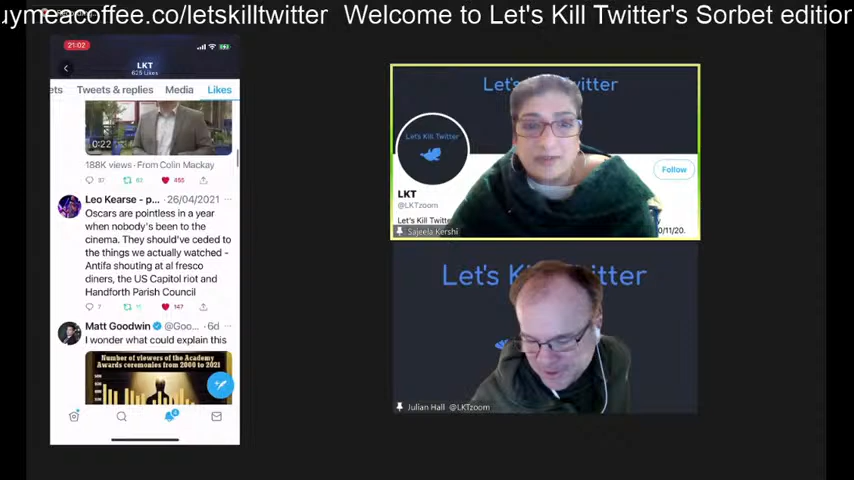 uymeacoffee.co/letskilltwitter Welcome to Let's Kill Twitter's Sorbet edition
21:02
LKT
625 Likes
ets Tweets & replies Media Likes
0:22
188K views · From Colin Mackay
37 63 455
Leo Kearse - p... · 26/04/2021 ...
Oscars are pointless in a year
when nobody's been to the
cinema. They should've ceded to
the things we actually watched -
Antifa shouting at al fresco
diners, the US Capitol riot and
Handforth Parish Council
7 147
Matt Goodwin @Goo... · 6d ...
I wonder what could explain this
Number of viewers of the Academy
Awards ceremonies from 2000 to 2021
Let's Twitter
Let's Kill Twitter
Follow
LKT
@LKTzoom
Let's Kill Twitte
0/11/20.
Sajeela Kershi
Let's Ki itter
Julian Hall @LKTzoom